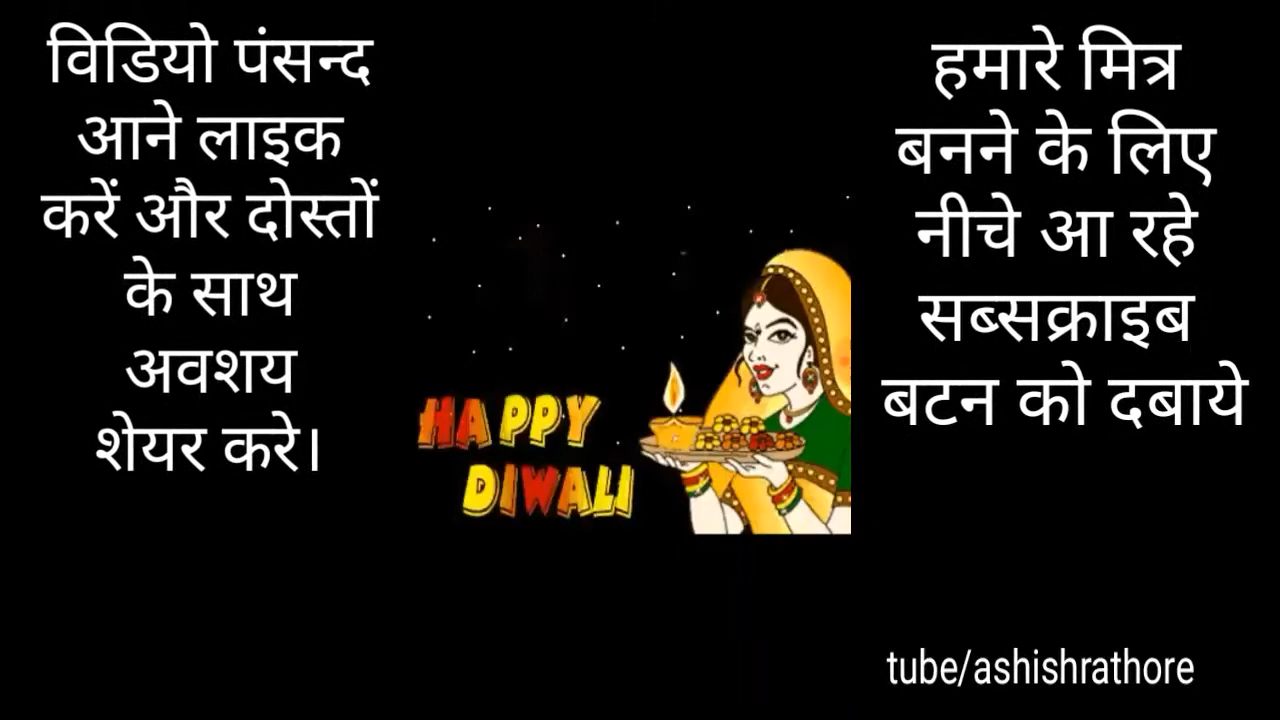 विडियो पंसन्द
आने लाइक
करें और दोस्तों
के साथ
अवशय
शेयर करे।
हमारे मित्र
बनने के लिए
नीचे आ रहे
सब्सक्राइब
बटन को दबाये
HAPPY
DIWALI
tube/ashishrathore